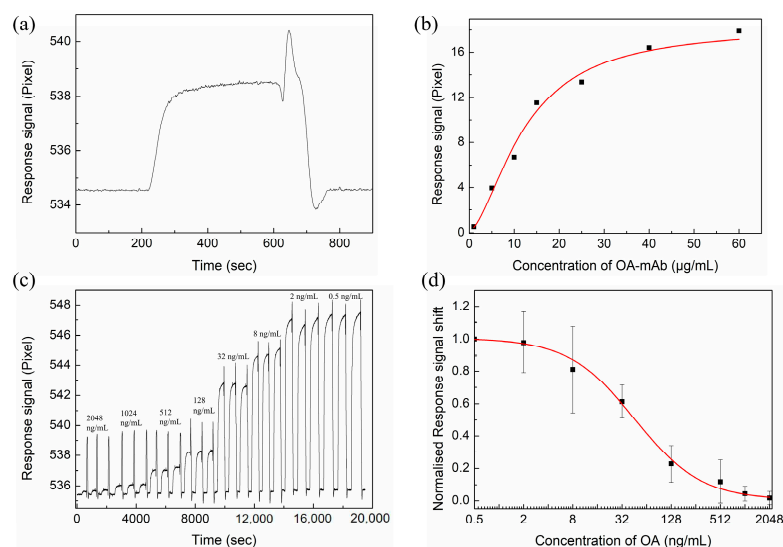 (a)
540
538
536
534
Response signal (Pixel)
0
200
400
600
800
Time (sec)
(b)
16
12
8
4
0
Response signal (Pixel)
0
10
20
30
40
50
60
Concentration of OA-mAb (μg/mL)
(c)
548
546
544
542
540
538
536
Response signal (Pixel)
2048
ng/mL
1024
ng/mL
512
ng/mL
128
ng/mL
32 ng/mL
8 ng/mL
2 ng/mL
0.5 ng/mL
0
4000
8000
12,000
16,000
20,000
Time (sec)
(d)
1.2
1.0
0.8
0.6
0.4
0.2
0.0
Normalised Response signal shift
0.5
2
8
32
128
512
2048
Concentration of OA (ng/mL)